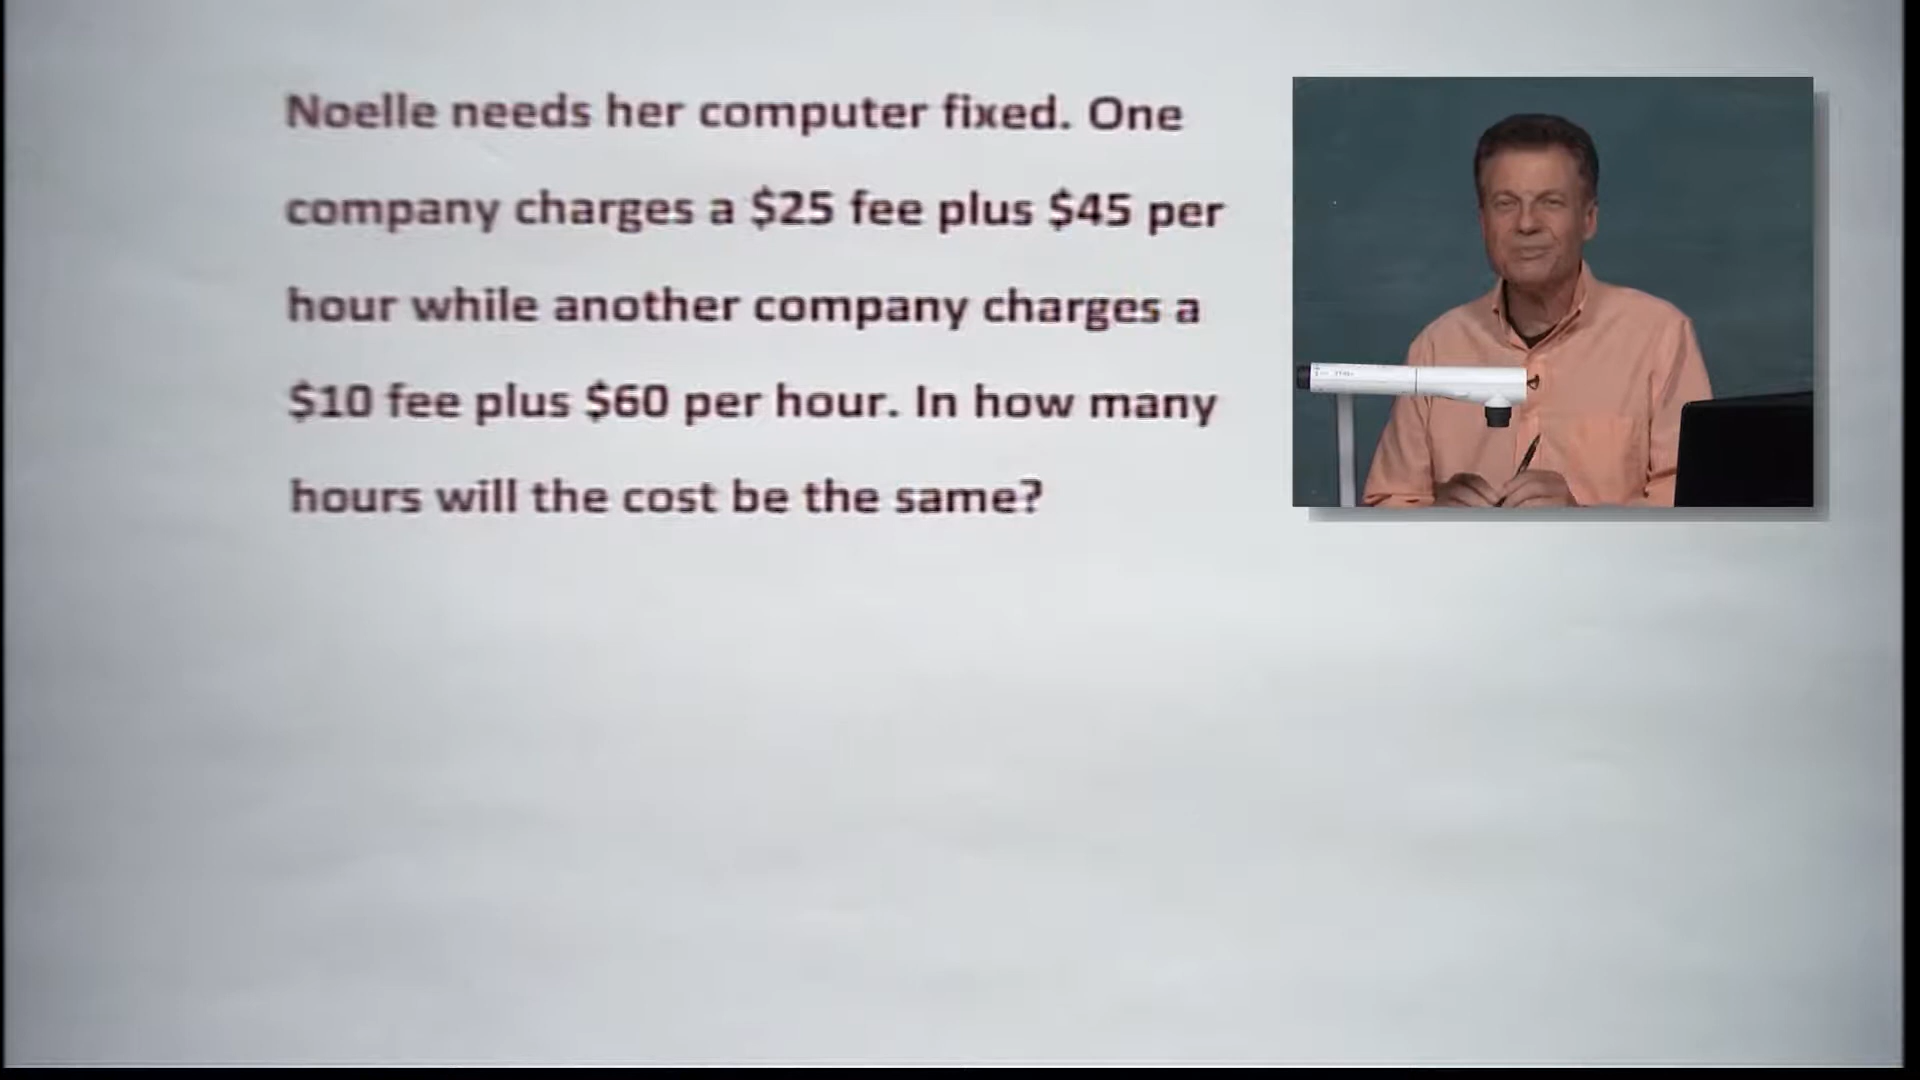 Noelle needs her computer fixed. One
company charges a $25 fee plus $45 per
hour while another company charges a
$10 fee plus $60 per hour. In how many
hours will the cost be the same?